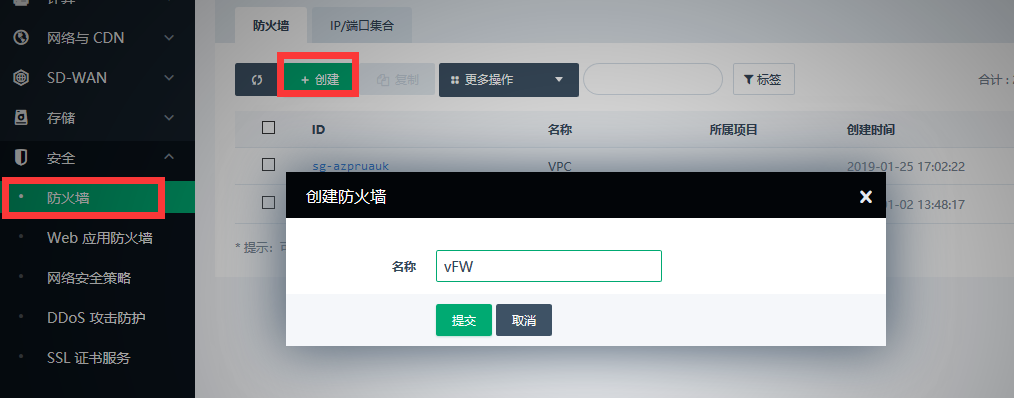 网络与 CDN
SD-WAN
存储
安全
防火墙
Web 应用防火墙
网络安全策略
DDoS 攻击防护
SSL 证书服务
防火墙
IP/端口集合
+ 创建
复制
更多操作
标签
合计：
ID
名称
所属项目
创建时间
sg-azpruauk
VPC
2019-01-25 17:02:22
01-02 13:48:17
* 提示:
创建防火墙
名称
vFW
提交
取消